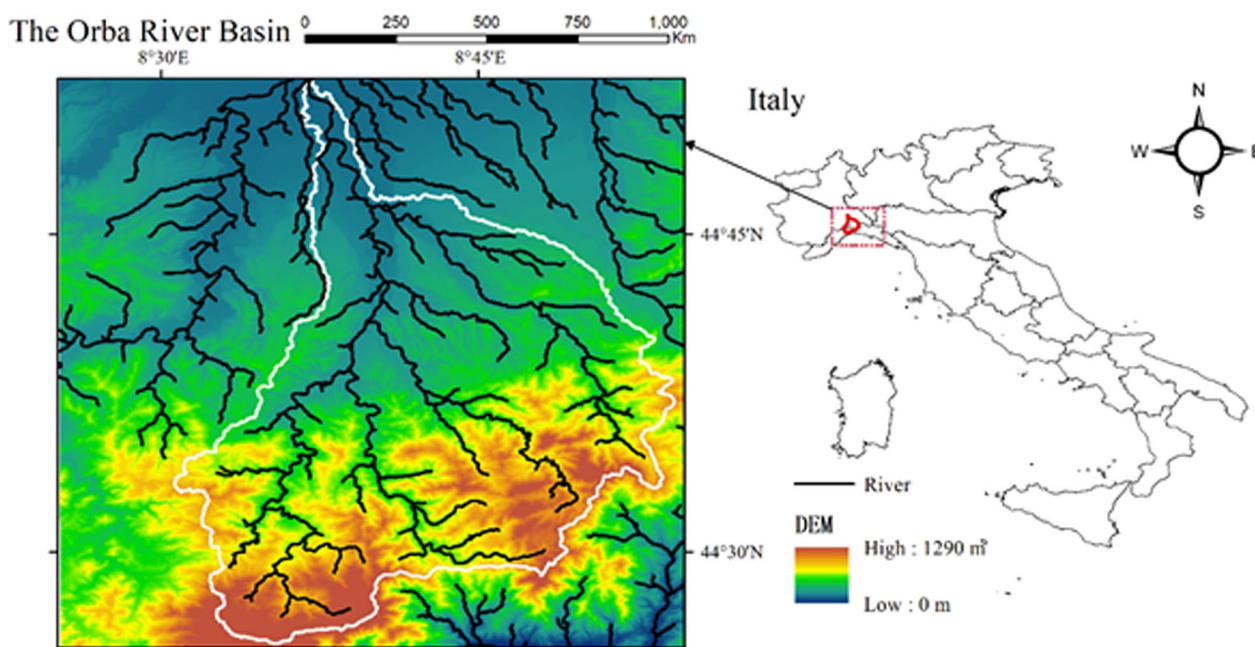 The Orba River Basin
0 250 500 750 1.000
Km
8°30'E 8°45'E
Italy
N
W E
S
44°45'N
River
DEM
High : 1290 m
44°30'N
Low : 0 m